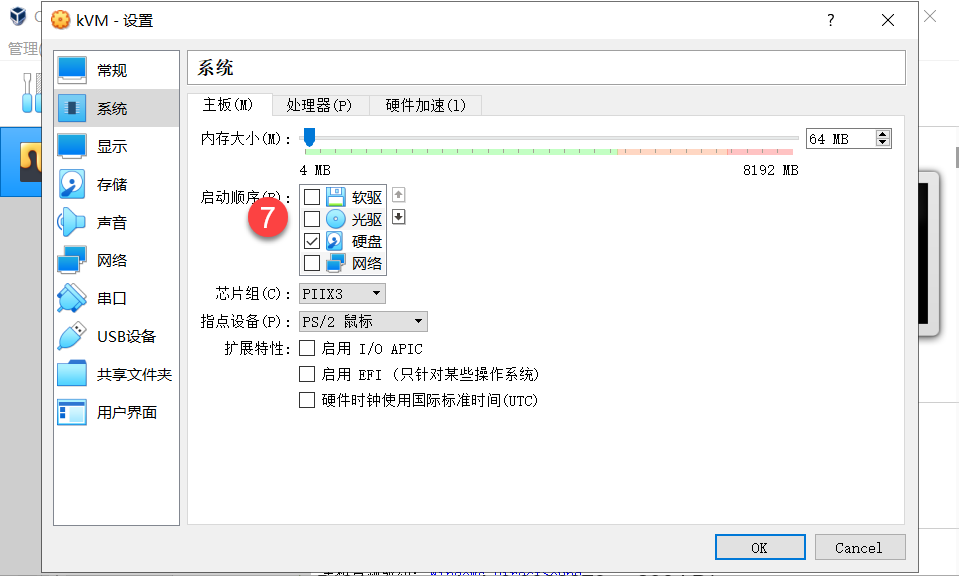 kVM - 设置
?
管理(
常规
系统
显示
存储
声音
网络
串口
USB设备
共享文件夹
用户界面
系统
主板(M)
处理器(P)
硬件加速(l)
内存大小(M):
64 MB
4 MB
8192 MB
启动顺序(B):
7
软驱
光驱
硬盘
网络
芯片组(C):
PIIX3
指点设备(P):
PS/2 鼠标
扩展特性:
启用 I/O APIC
启用 EFI (只针对某些操作系统)
硬件时钟使用国际标准时间(UTC)
OK
Cancel